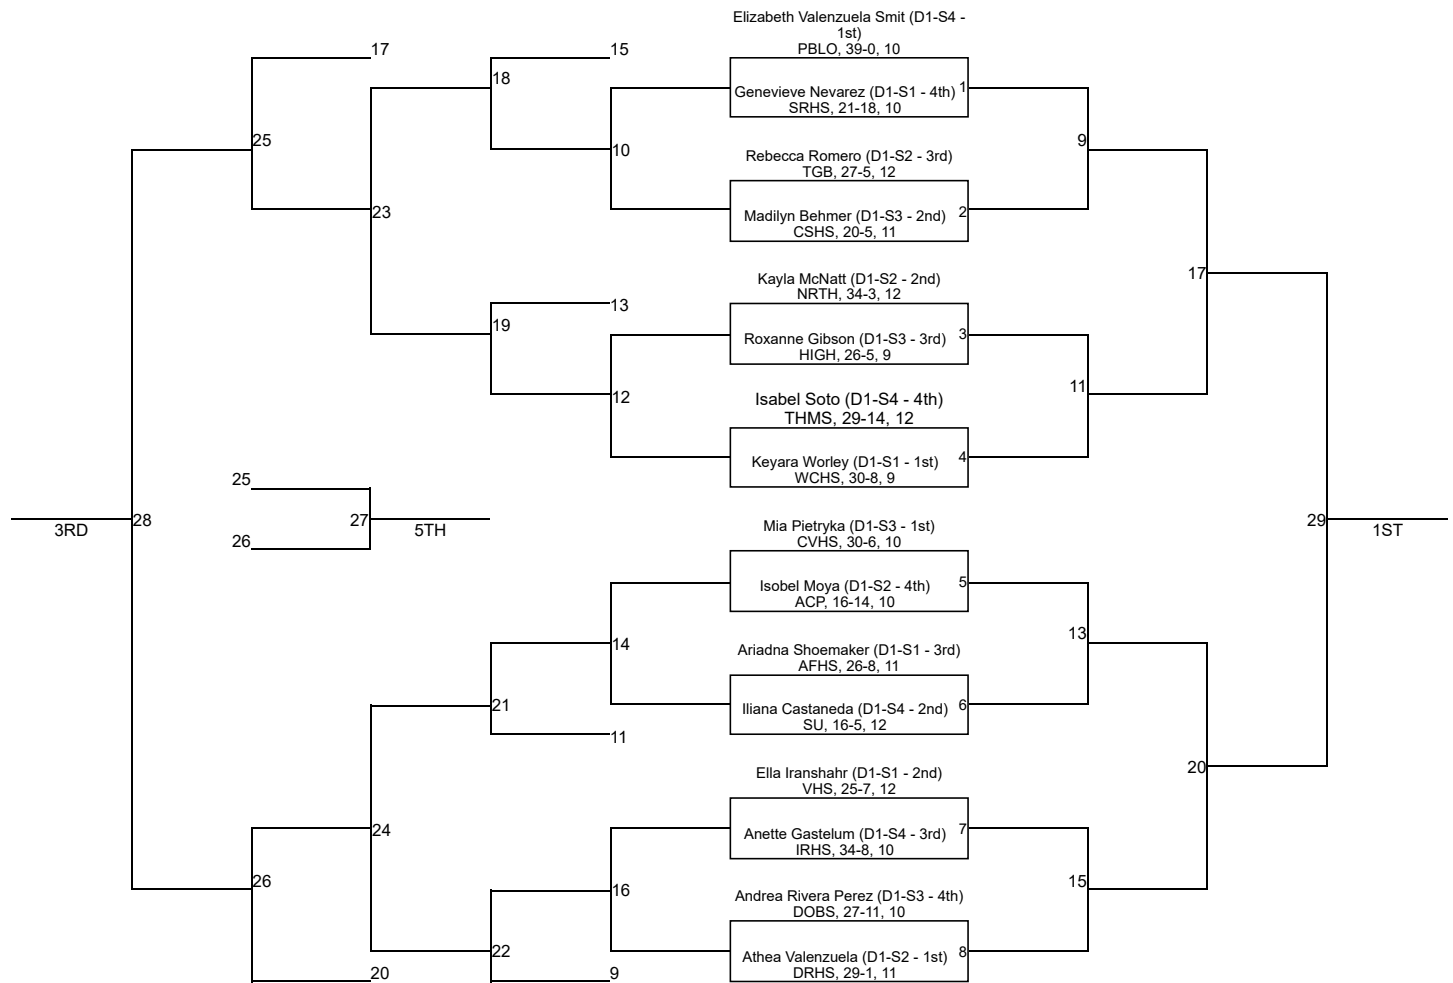 Elizabeth Valenzuela Smit (D1-S4 -
1st)
PBLO, 39-0, 10
17
15
18
Genevieve Nevarez (D1-S1 - 4th) 1
SRHS, 21-18, 10
25
10
9
Rebecca Romero (D1-S2 - 3rd)
TGB, 27-5, 12
23
Madilyn Behmer (D1-S3 - 2nd) 2
CSHS, 20-5, 11
17
Kayla McNatt (D1-S2 - 2nd)
NRTH, 34-3, 12
13
19
Roxanne Gibson (D1-S3 - 3rd) 3
HIGH, 26-5, 9
12
11
Isabel Soto (D1-S4 - 4th)
THMS, 29-14, 12
Keyara Worley (D1-S1 - 1st) 4
WCHS, 30-8, 9
25
28
3RD
27
5TH
29
1ST
26
Mia Pietryka (D1-S3 - 1st)
CVHS, 30-6, 10
Isobel Moya (D1-S2 - 4th) 5
ACP, 16-14, 10
14
13
Ariadna Shoemaker (D1-S1 - 3rd)
AFHS, 26-8, 11
21
Iliana Castaneda (D1-S4 - 2nd) 6
SU, 16-5, 12
11
20
Ella Iranshahr (D1-S1 - 2nd)
VHS, 25-7, 12
24
Anette Gastelum (D1-S4 - 3rd) 7
IRHS, 34-8, 10
26
16
15
Andrea Rivera Perez (D1-S3 - 4th)
DOBS, 27-11, 10
22
Athea Valenzuela (D1-S2 - 1st) 8
DRHS, 29-1, 11
20
9